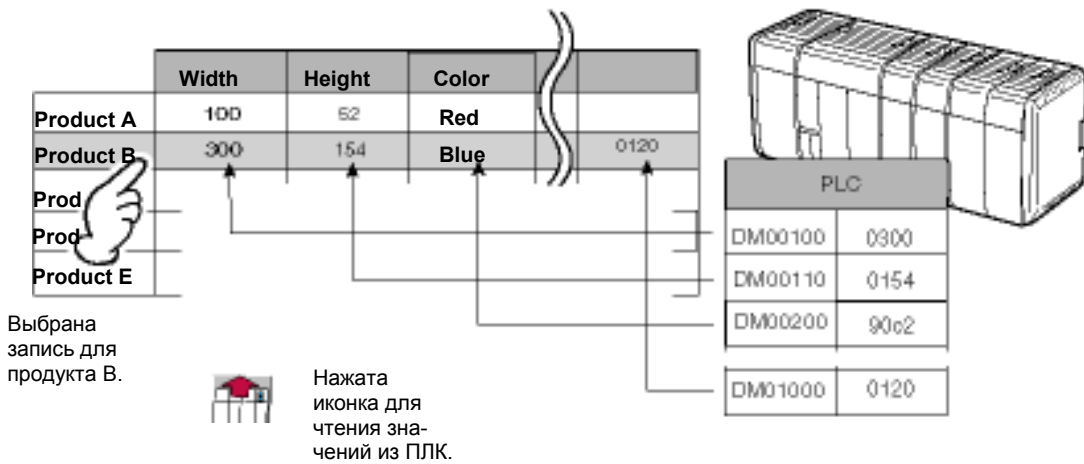 Width Height Color
Product A 100 52 Red
Product B 300 154 Blue 0120
Prod
Prod
Product E
PLC
DM00100 0300
DM00110 0154
DM00200 90c2
DM01000 0120
Выбрана
запись для
продукта В.
Нажата
иконка для
чтения зна-
чений из ПЛК.